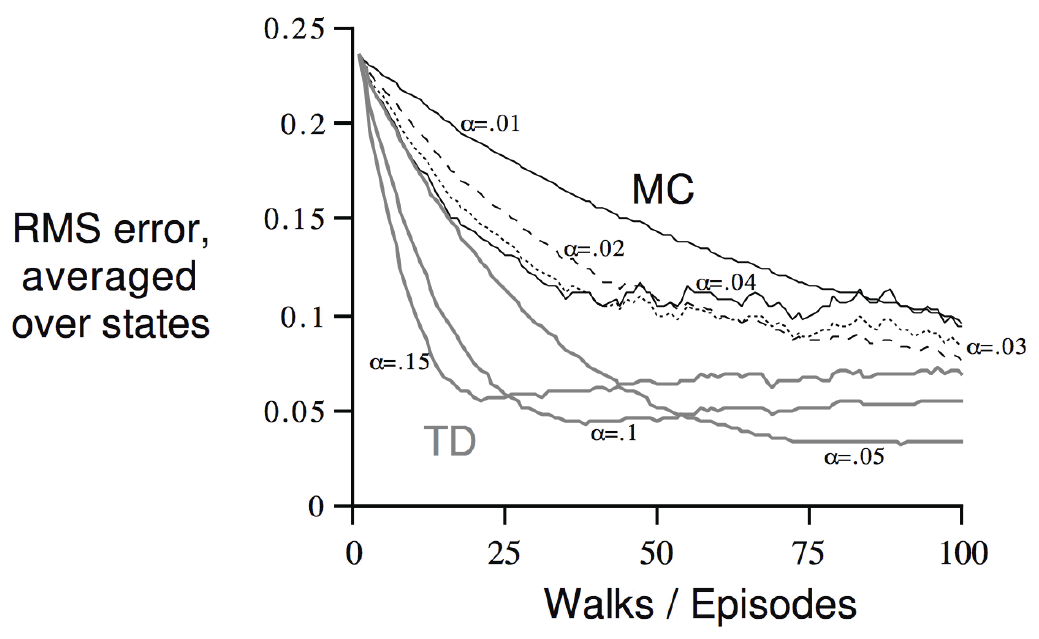 0.25
0.2
α=.01
0.15
MC
RMS error,
averaged
over states
α=.02
α=.04
0.1
α=.03
α=.15
0.05
TD
α=.1
α=.05
0
0
25
50
75
100
Walks / Episodes